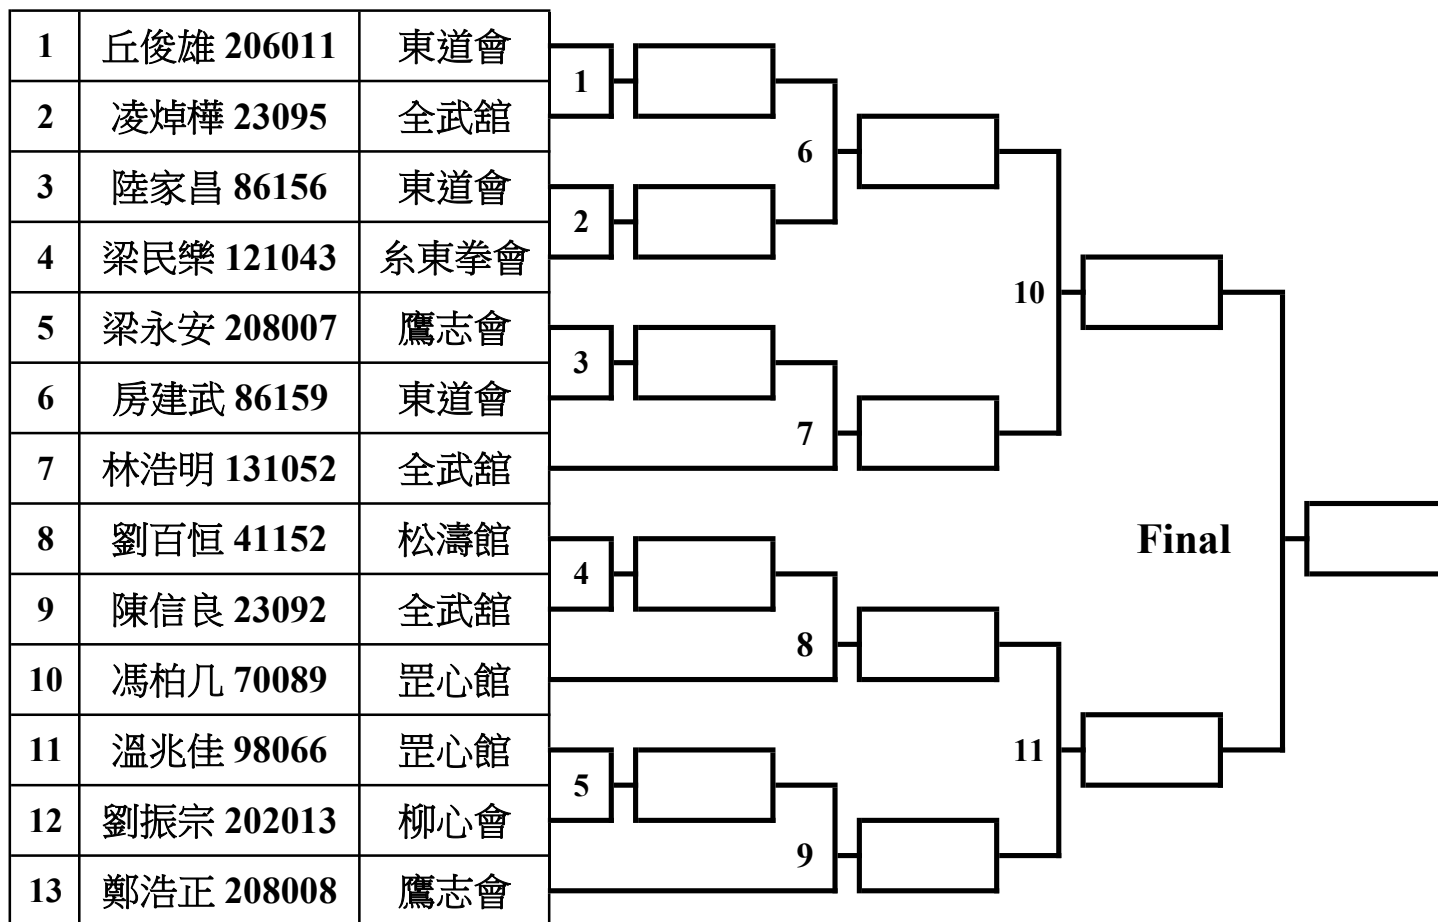 1 丘俊雄 206011 東道會
1
2 凌焯樺 23095 全武舘
6
3 陸家昌 86156 東道會
2
4 梁民樂 121043 糸東拳會
10
5 梁永安 208007 鷹志會
3
6 房建武 86159 東道會
7
7 林浩明 131052 全武舘
8 劉百恒 41152 松濤館 Final
4
9 陳信良 23092 全武舘
8
10 馮柏几 70089 罡心館
11 溫兆佳 98066 罡心館 11
5
12 劉振宗 202013 柳心會
9
13 鄭浩正 208008 鷹志會